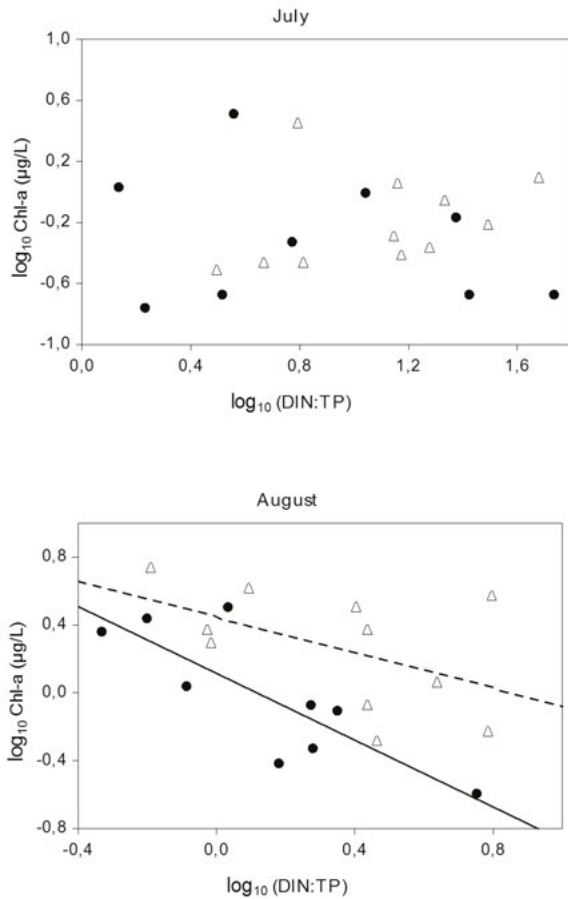 July
1,0
0,6
0,2
-0,2
-0,6
-1,0
log₁₀ Chl-a (µg/L)
0,0 0,4 0,8 1,2 1,6
log₁₀ (DIN:TP)
August
0,8
0,4
0,0
-0,4
-0,8
log₁₀ Chl-a (µg/L)
-0,4 0,0 0,4 0,8
log₁₀ (DIN:TP)